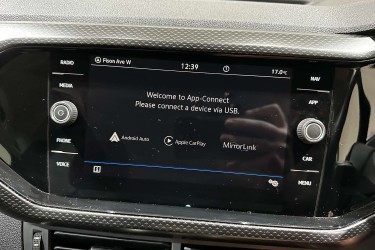 Fison Ave W 12:39 17.0°C
RADIO
MEDIA
PHONE
VOICE
Welcome to App-Connect
Please connect a device via USB.
Android Auto Apple CarPlay MirrorLink
NAV
APP
CAR
MENU